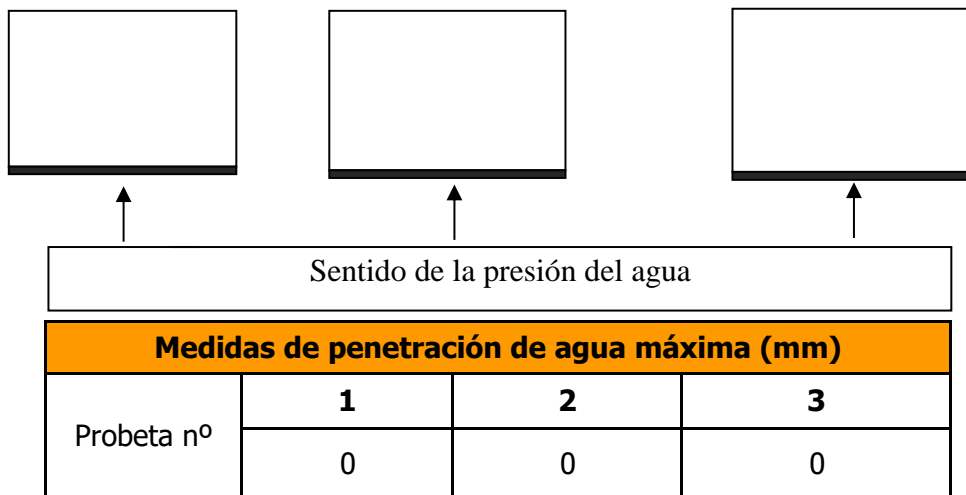 Sentido de la presión del agua
Medidas de penetración de agua máxima (mm)
Probeta nº
1 2 3
0 0 0